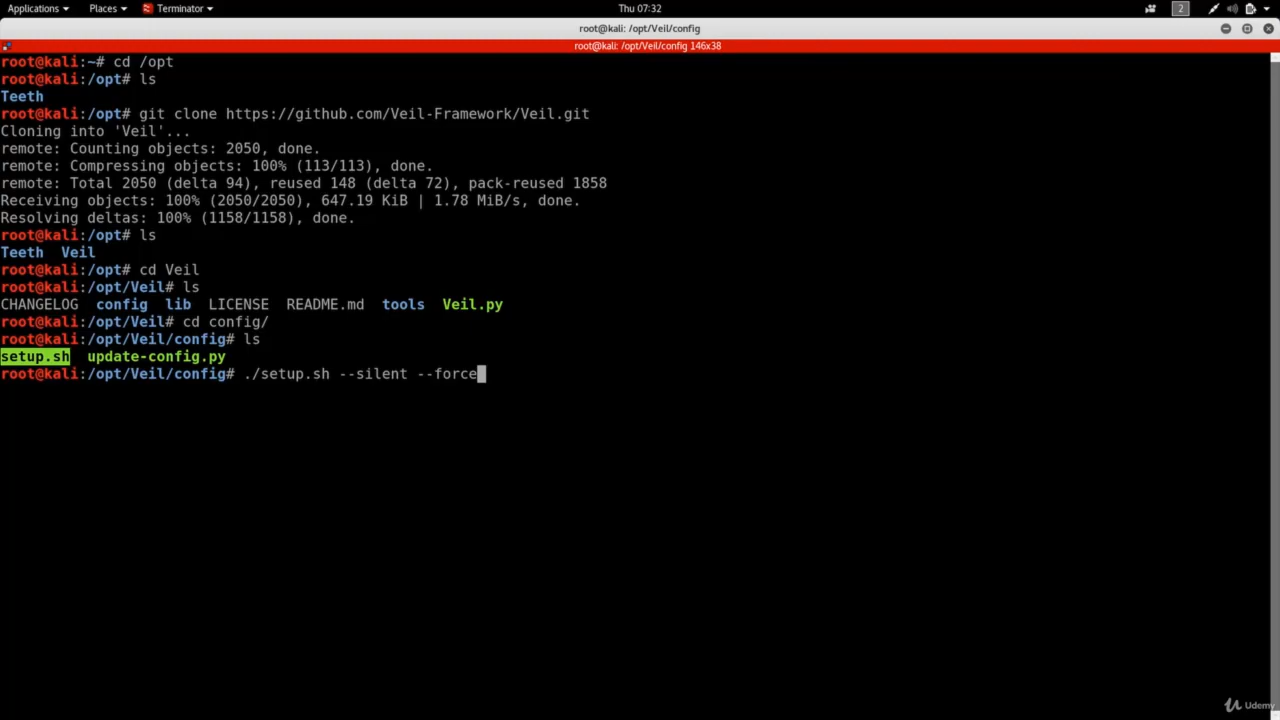 Applications Places Terminator Thu 07:32 2
root@kali: /opt/Veil/config
root@kali: /opt/Veil/config 146x38
root@kali:~# cd /opt
root@kali:/opt# ls
Teeth
root@kali:/opt# git clone https://github.com/Veil-Framework/Veil.git
Cloning into 'Veil'...
remote: Counting objects: 2050, done.
remote: Compressing objects: 100% (113/113), done.
remote: Total 2050 (delta 94), reused 148 (delta 72), pack-reused 1858
Receiving objects: 100% (2050/2050), 647.19 KiB | 1.78 MiB/s, done.
Resolving deltas: 100% (1158/1158), done.
root@kali:/opt# ls
Teeth  Veil
root@kali:/opt# cd Veil
root@kali:/opt/Veil# ls
CHANGELOG  config  lib  LICENSE  README.md  tools  Veil.py
root@kali:/opt/Veil# cd config/
root@kali:/opt/Veil/config# ls
setup.sh  update-config.py
root@kali:/opt/Veil/config# ./setup.sh --silent --force
Udemy